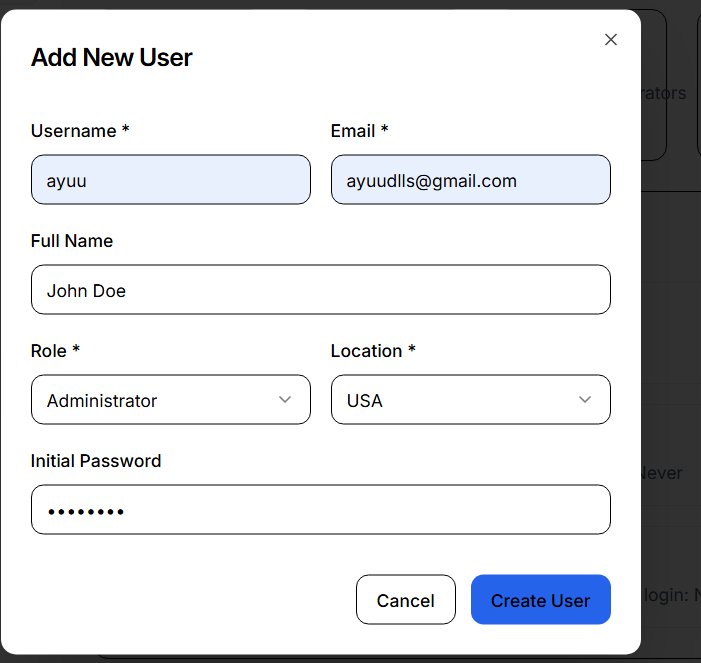 Add New User
rators
Username *
Email *
ayuu
ayuudlls@gmail.com
Full Name
John Doe
Role *
Location *
Administrator
USA
Initial Password
Never
••••••••
Cancel
Create User
login: N